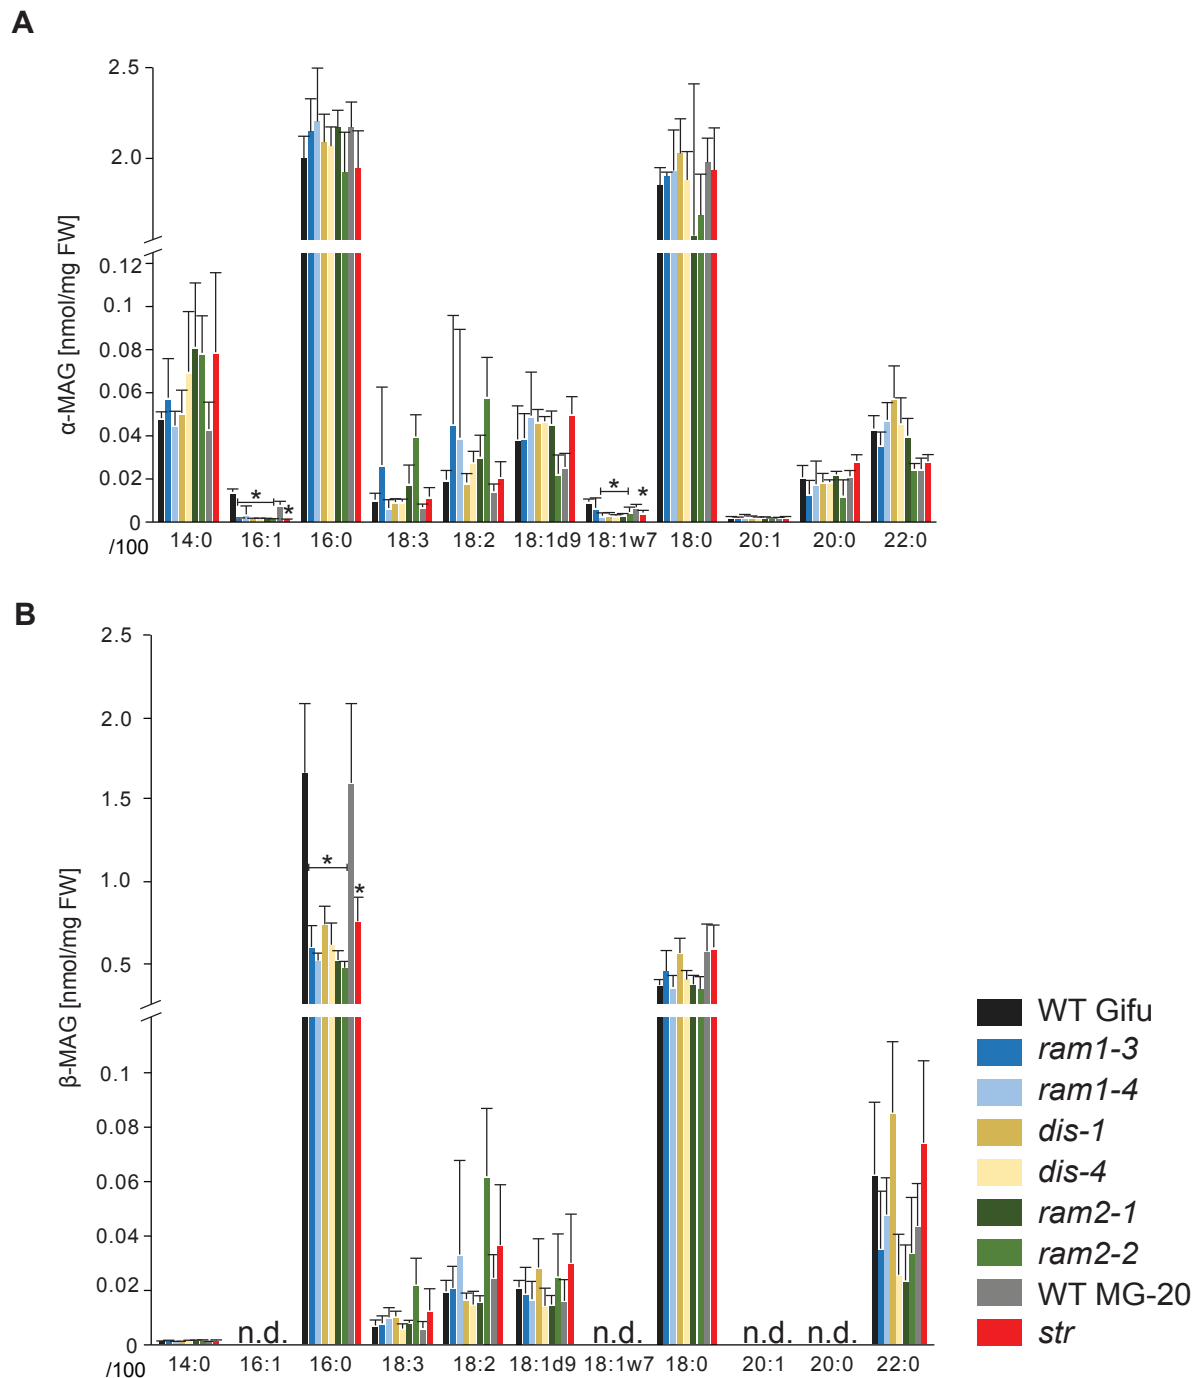 A
2.5
2.0
α-MAG [nmol/mg FW]
0.12
0.1
0.08
0.06
0.04
0.02
0
* * * *
/100
14:0 16:1 16:0 18:3 18:2 18:1d9 18:1w7 18:0 20:1 20:0 22:0
B
2.5
2.0
1.5
1.0
0.5
* *
β-MAG [nmol/mg FW]
0.1
0.08
0.06
0.04
0.02
0
n.d. n.d. n.d. n.d.
/100
14:0 16:1 16:0 18:3 18:2 18:1d9 18:1w7 18:0 20:1 20:0 22:0
WT Gifu
ram1-3
ram1-4
dis-1
dis-4
ram2-1
ram2-2
WT MG-20
str